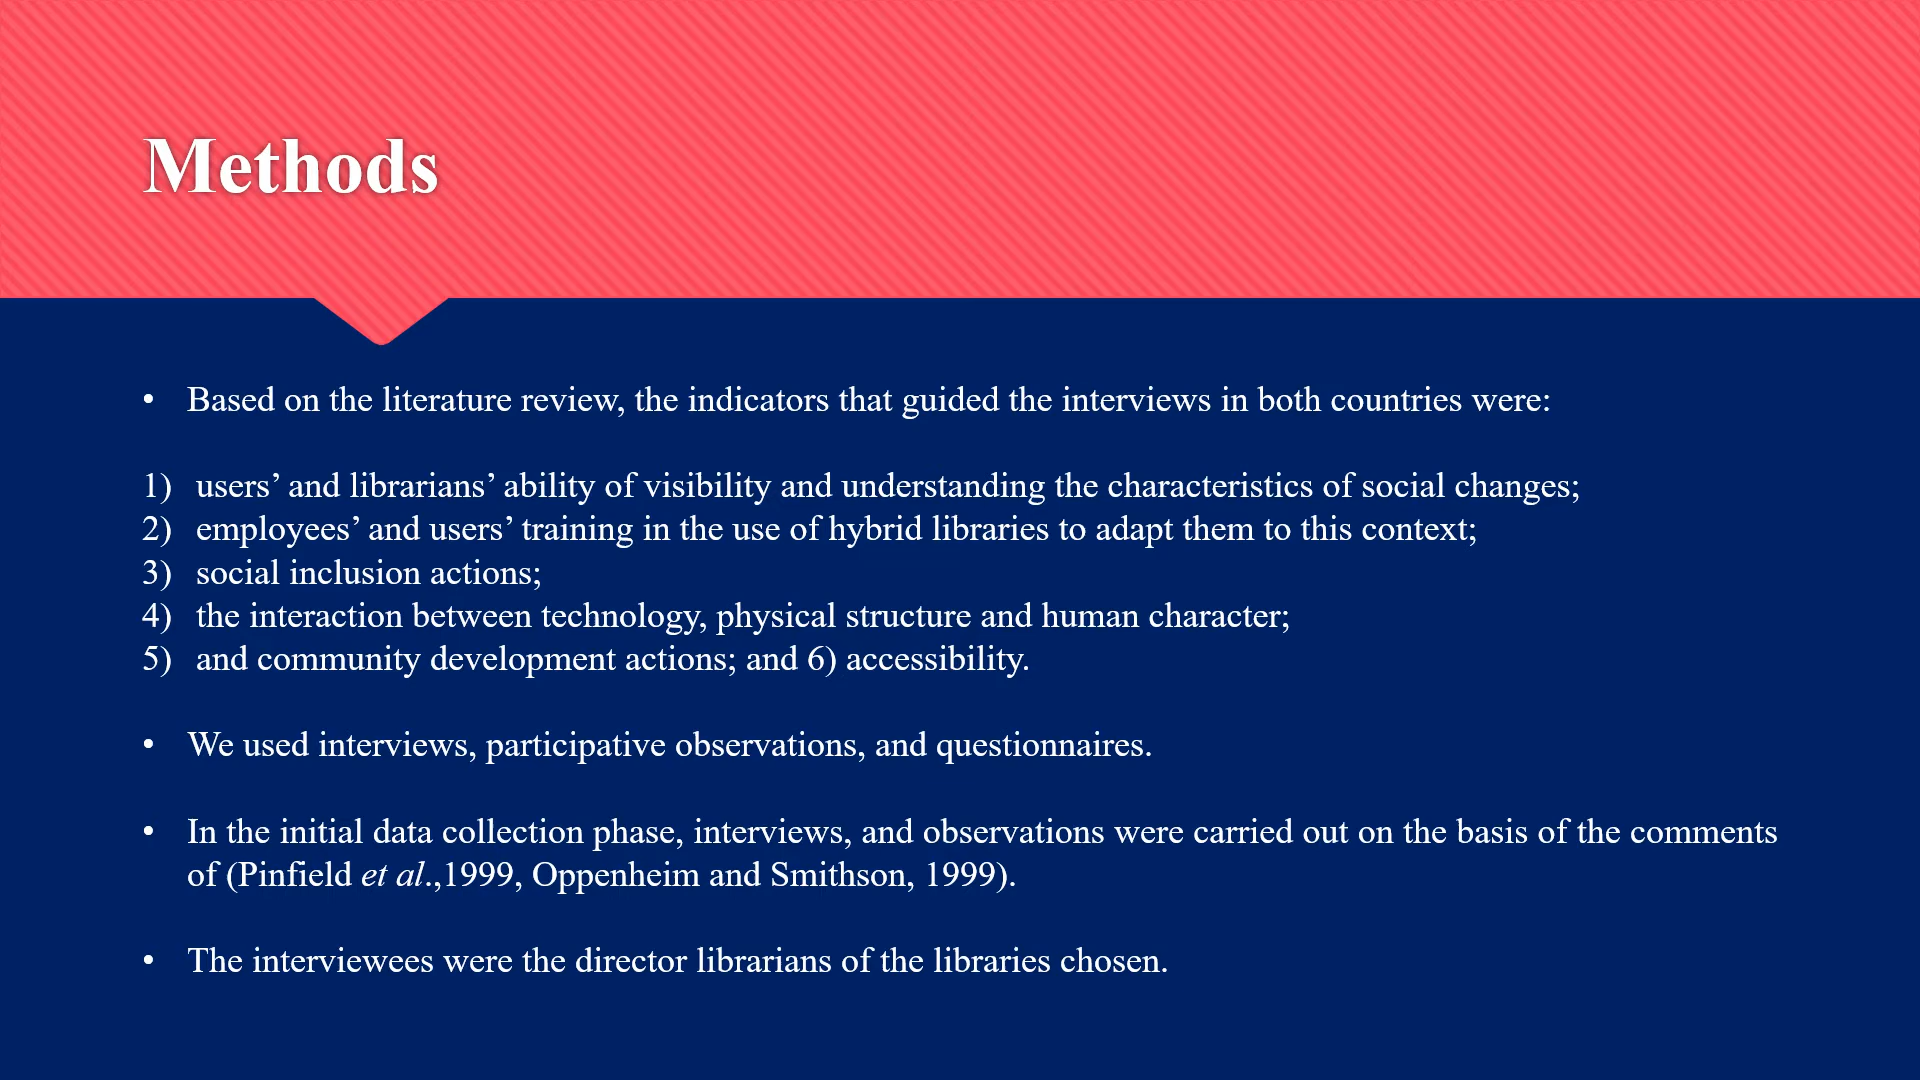 Methods
• Based on the literature review, the indicators that guided the interviews in both countries were:
1) users’ and librarians’ ability of visibility and understanding the characteristics of social changes;
2) employees’ and users’ training in the use of hybrid libraries to adapt them to this context;
3) social inclusion actions;
4) the interaction between technology, physical structure and human character;
5) and community development actions; and 6) accessibility.
• We used interviews, participative observations, and questionnaires.
• In the initial data collection phase, interviews, and observations were carried out on the basis of the comments
of (Pinfield et al.,1999, Oppenheim and Smithson, 1999).
• The interviewees were the director librarians of the libraries chosen.